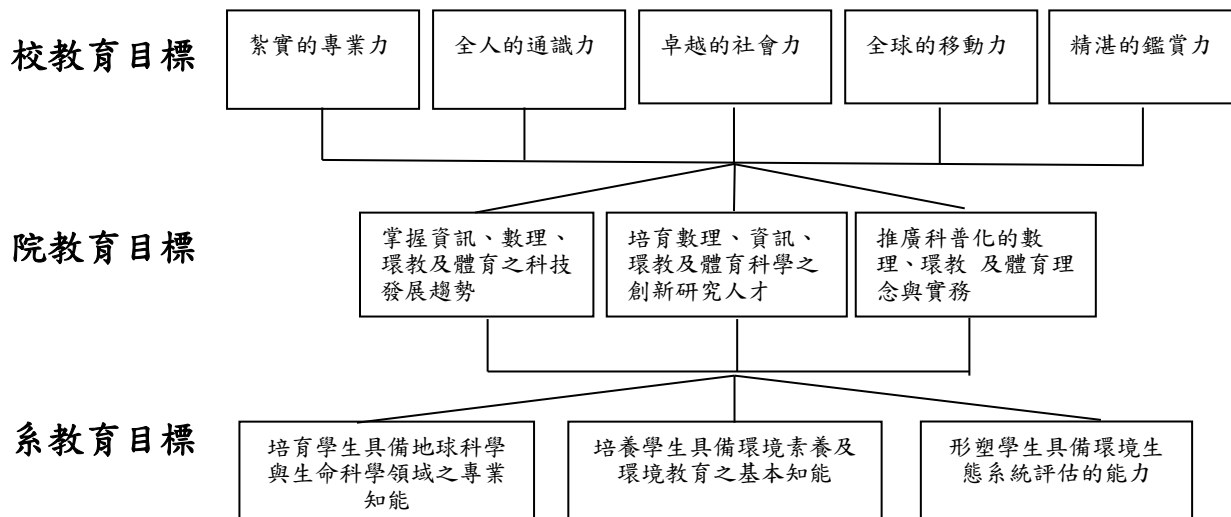 校教育目標
紮實的專業力
全人的通識力
卓越的社會力
全球的移動力
精湛的鑑賞力
院教育目標
掌握資訊、數理、
環教及體育之科技
發展趨勢
培育數理、資訊、
環教及體育科學之
創新研究人才
推廣科普化的數
理、環教 及體育理
念與實務
系教育目標
培育學生具備地球科學
與生命科學領域之專業
知能
培養學生具備環境素養及
環境教育之基本知能
形塑學生具備環境生
態系統評估的能力